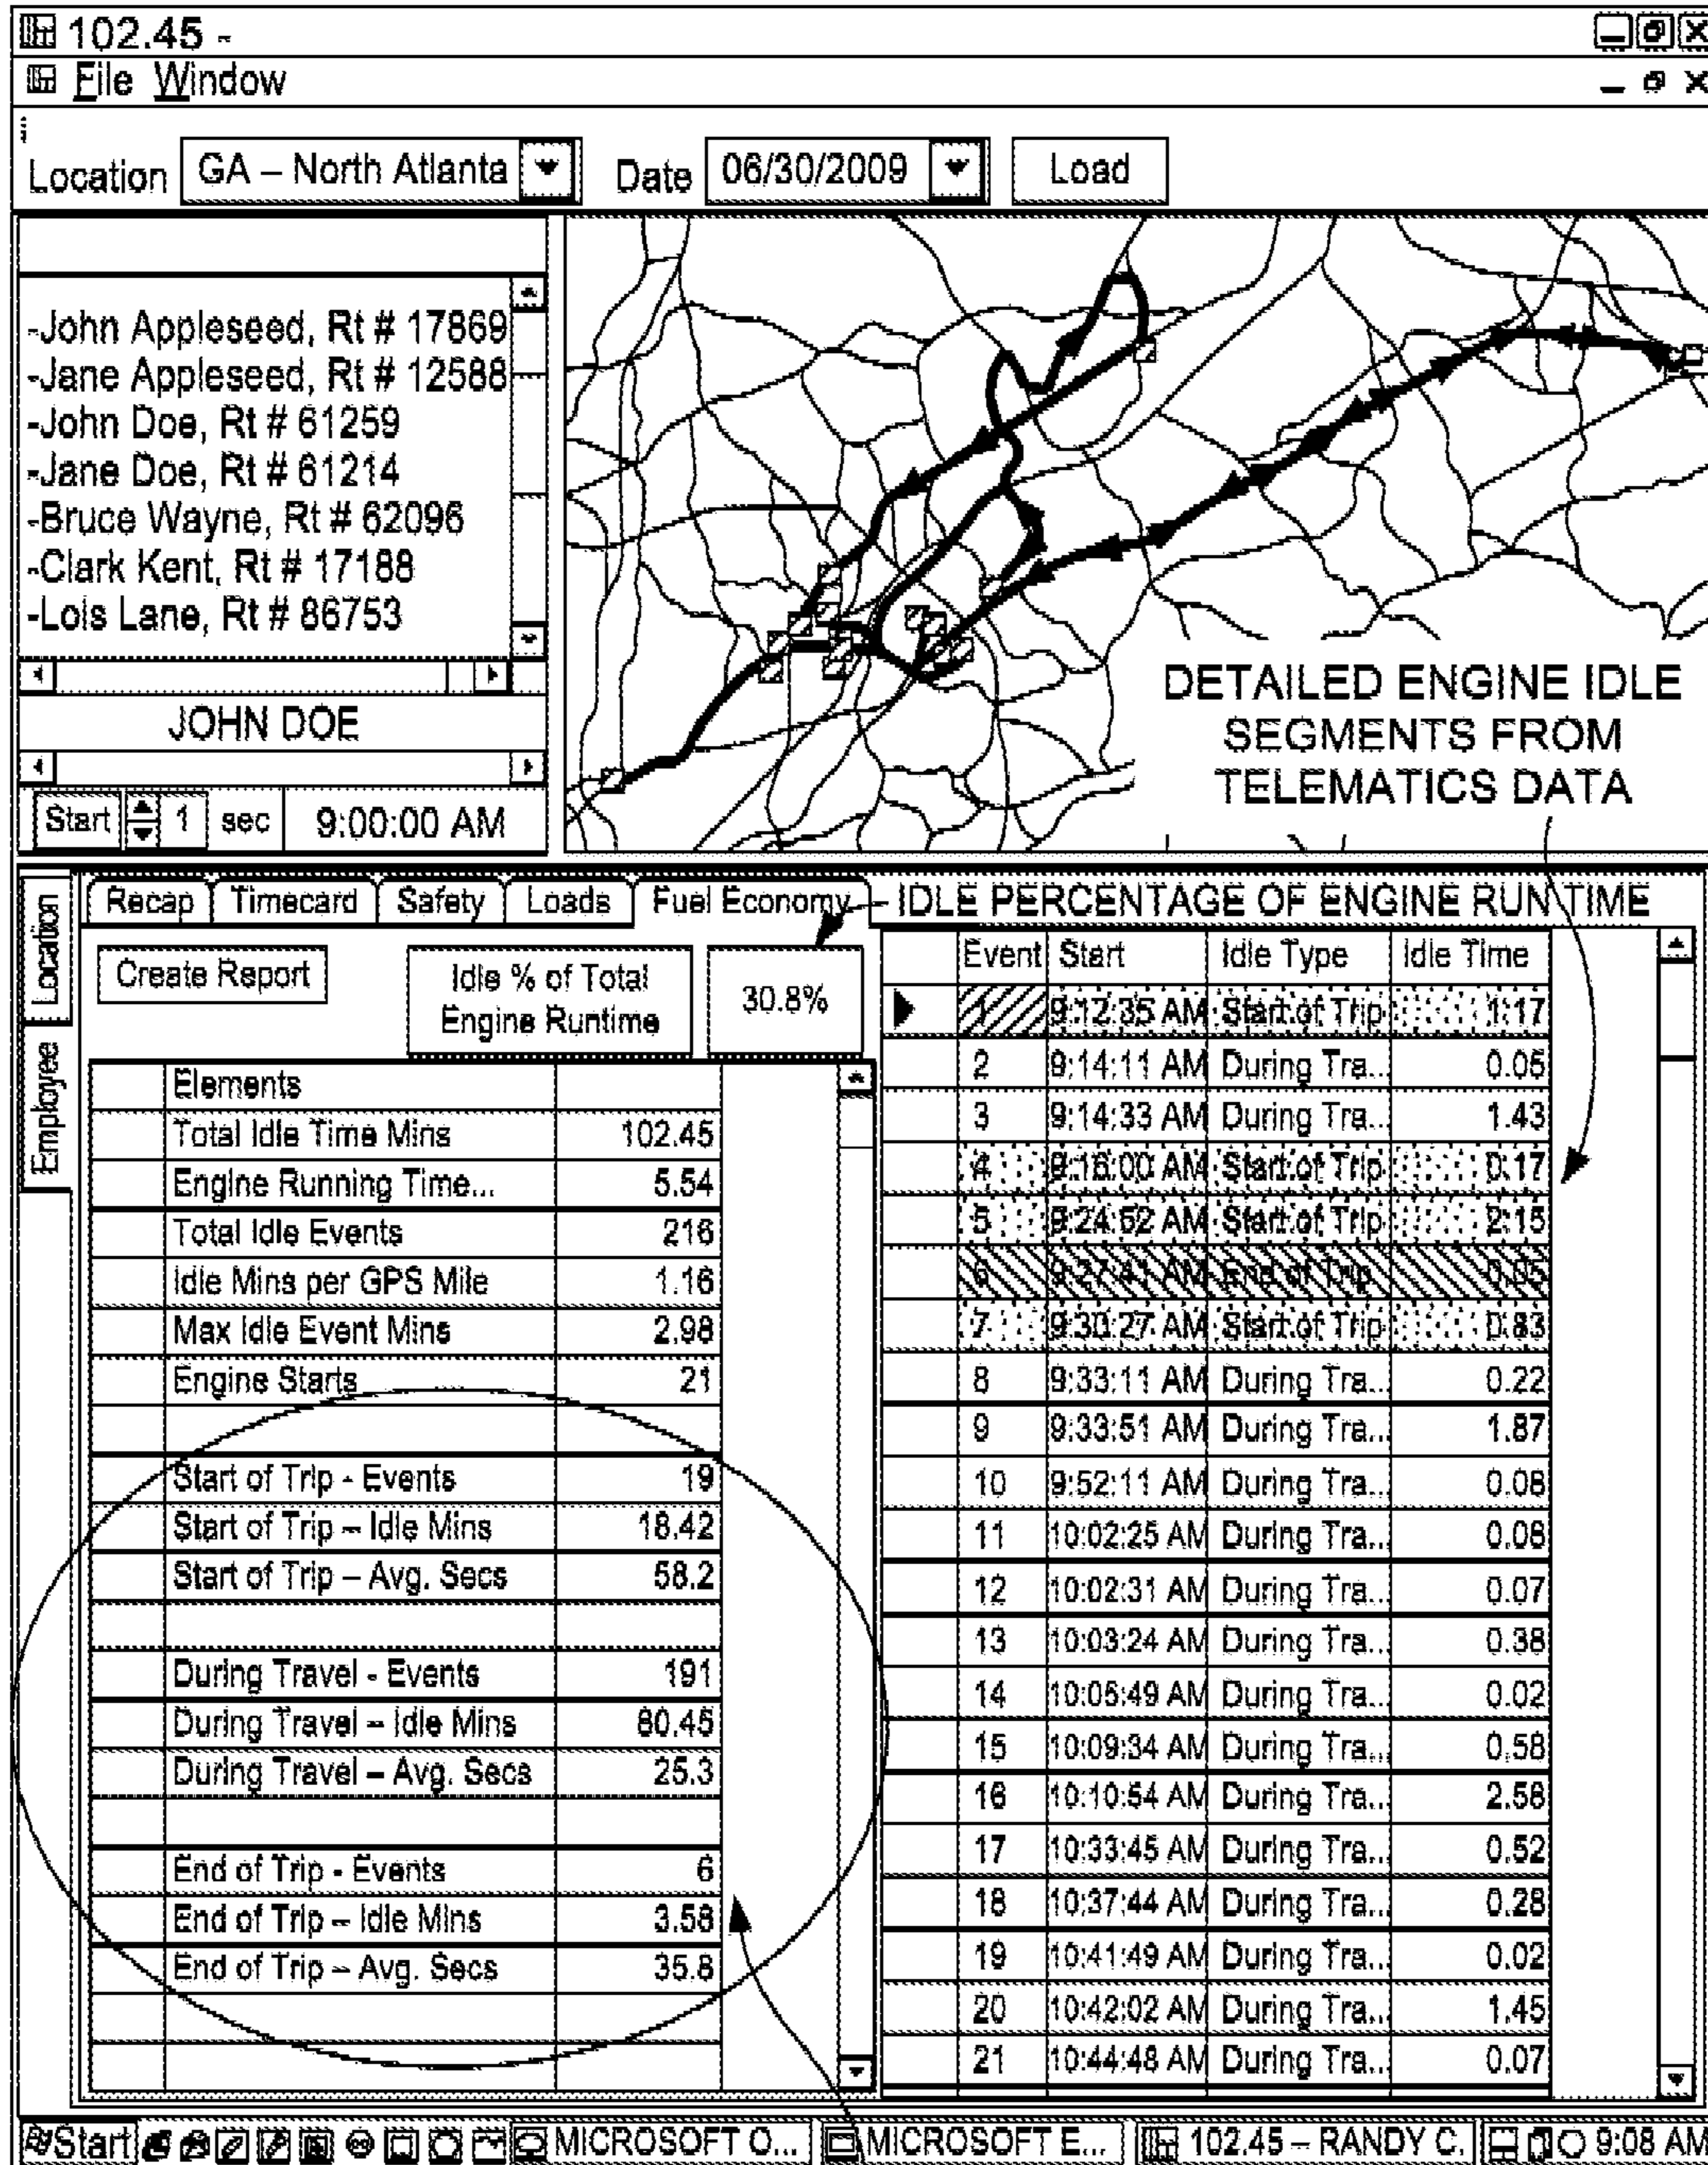 102.45 -
File Window
Location GA – North Atlanta Date 06/30/2009 Load
-John Appleseed, Rt # 17869
-Jane Appleseed, Rt # 12588
-John Doe, Rt # 61259
-Jane Doe, Rt # 61214
-Bruce Wayne, Rt # 62096
-Clark Kent, Rt # 17188
-Lois Lane, Rt # 86753
JOHN DOE
Start 1 sec 9:00:00 AM
DETAILED ENGINE IDLE
SEGMENTS FROM
TELEMATICS DATA
Location
Employee
Recap Timecard Safety Loads Fuel Economy
IDLE PERCENTAGE OF ENGINE RUN TIME
Create Report
Idle % of Total
Engine Runtime
30.8%
Elements
Total Idle Time Mins 102.45
Engine Running Time... 5.54
Total Idle Events 216
Idle Mins per GPS Mile 1.16
Max Idle Event Mins 2.98
Engine Starts 21
Start of Trip - Events 19
Start of Trip – Idle Mins 18.42
Start of Trip – Avg. Secs 58.2
During Travel - Events 191
During Travel – Idle Mins 80.45
During Travel – Avg. Secs 25.3
End of Trip - Events 6
End of Trip – Idle Mins 3.58
End of Trip – Avg. Secs 35.8
Event Start Idle Type Idle Time
1 9:12:35 AM Start of Trip 1.17
2 9:14:11 AM During Tra... 0.05
3 9:14:33 AM During Tra... 1.43
4 9:16:00 AM Start of Trip 0.17
5 9:24:52 AM Start of Trip 2.15
6 9:27:41 AM End of Trip 0.05
7 9:30:27 AM Start of Trip 0.83
8 9:33:11 AM During Tra... 0.22
9 9:33:51 AM During Tra... 1.87
10 9:52:11 AM During Tra... 0.08
11 10:02:25 AM During Tra... 0.08
12 10:02:31 AM During Tra... 0.07
13 10:03:24 AM During Tra... 0.38
14 10:05:49 AM During Tra... 0.02
15 10:09:34 AM During Tra... 0.58
16 10:10:54 AM During Tra... 2.58
17 10:33:45 AM During Tra... 0.52
18 10:37:44 AM During Tra... 0.28
19 10:41:49 AM During Tra... 0.02
20 10:42:02 AM During Tra... 1.45
21 10:44:48 AM During Tra... 0.07
Start MICROSOFT O... MICROSOFT E... 102.45 – RANDY C. 9:08 AM